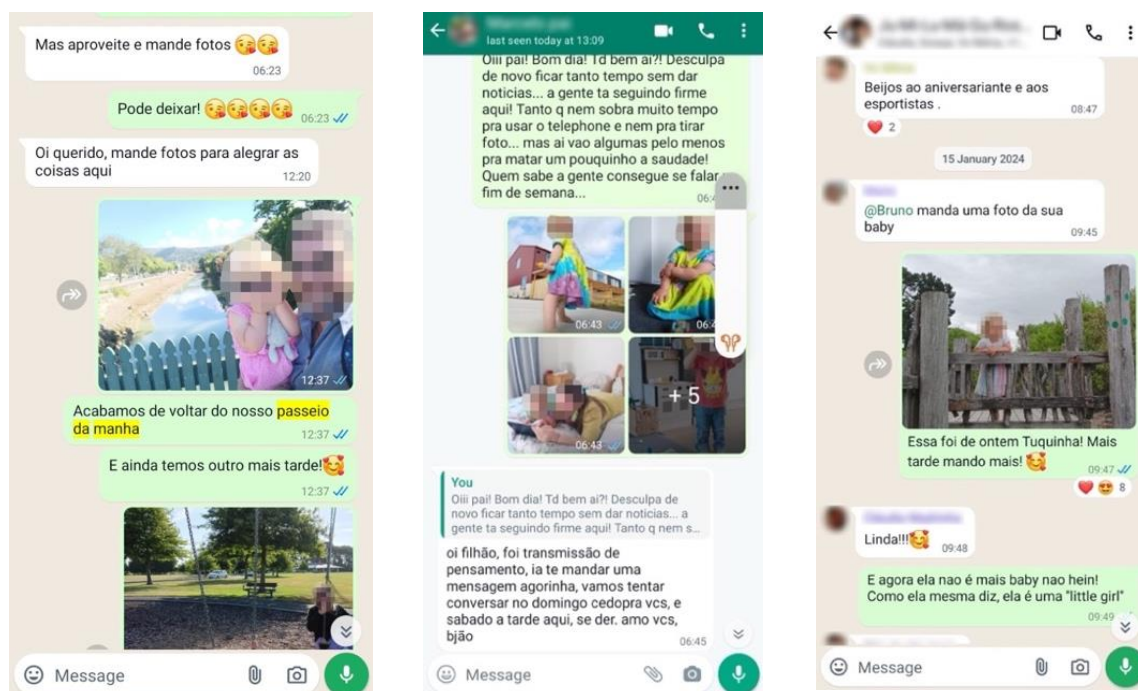 Mas aproveite e mande fotos 😘😘
06:23
Pode deixar! 😘😘😘😘 06:23
Oi querido, mande fotos para alegrar as
coisas aqui
12:20
12:37
Acabamos de voltar do nosso passeio
da manha
12:37
E ainda temos outro mais tarde!🥰
12:37
Message
last seen today at 13:09
Oiii pai! Bom dia! Td bem ai?! Desculpa
de novo ficar tanto tempo sem dar
noticias... a gente ta seguindo firme
aqui! Tanto q nem sobra muito tempo
pra usar o telephone e nem pra tirar
foto... mas ai vao algumas pelo menos
pra matar um pouquinho a saudade!
Quem sabe a gente consegue se falar
fim de semana...
06:43
06:43
+ 5
You
Oiii pai! Bom dia! Td bem ai?! Desculpa de
novo ficar tanto tempo sem dar noticias... a
gente ta seguindo firme aqui! Tanto q nem s...
oi filhão, foi transmissão de
pensamento, ia te mandar uma
mensagem agorinha, vamos tentar
conversar no domingo cedopra vcs, e
sabado a tarde aqui, se der. amo vcs,
bjão
06:45
Message
Beijos ao aniversariante e aos
esportistas .
08:47
2
15 January 2024
@Bruno manda uma foto da sua
baby
09:45
Essa foi de ontem Tuquinha! Mais
tarde mando mais! 🥰
09:47
8
Linda!!!🥰
09:48
E agora ela nao é mais baby nao hein!
Como ela mesma diz, ela é uma "little girl"
09:49
Message